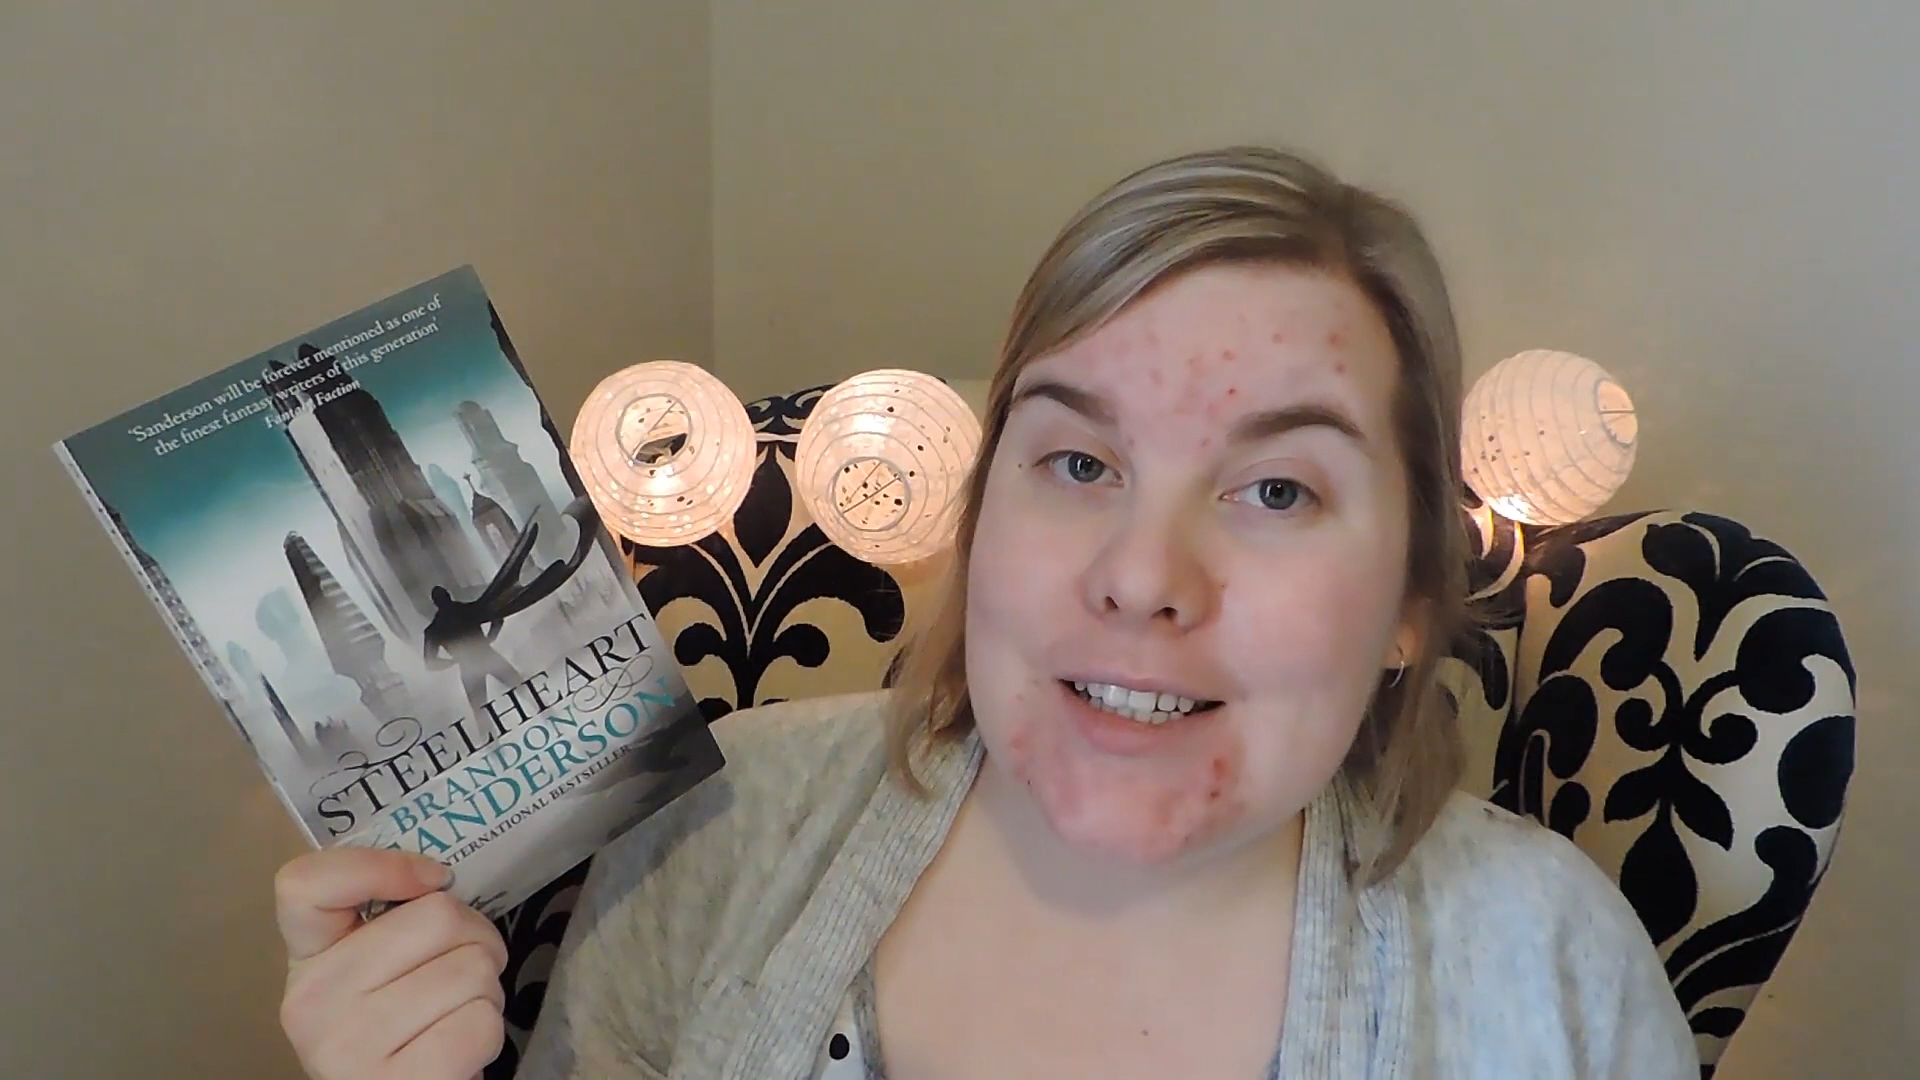 'Sanderson will be forever mentioned as one of
the finest fantasy writers of this generation'
Fantasy Faction
STEELHEART
BRANDON
SANDERSON
INTERNATIONAL BESTSELLER